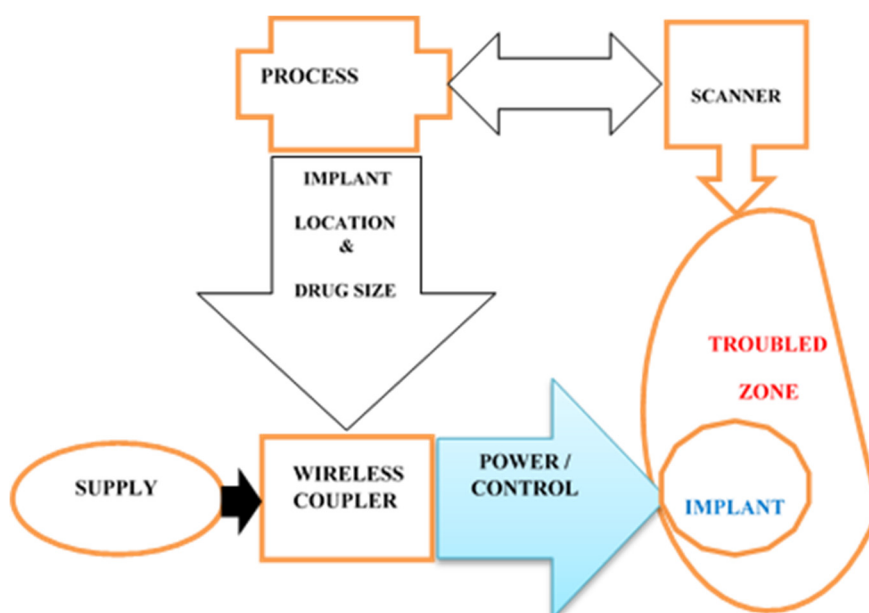 PROCESS
SCANNER
IMPLANT
LOCATION
&
DRUG SIZE
TROUBLED
ZONE
SUPPLY
WIRELESS
COUPLER
POWER /
CONTROL
IMPLANT